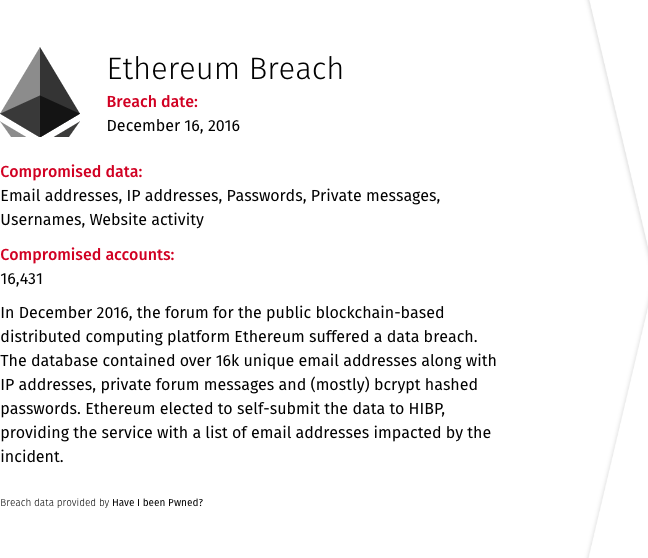 Ethereum Breach
Breach date:
December 16, 2016
Compromised data:
Email addresses, IP addresses, Passwords, Private messages,
Usernames, Website activity
Compromised accounts:
16,431
In December 2016, the forum for the public blockchain-based
distributed computing platform Ethereum suffered a data breach.
The database contained over 16k unique email addresses along with
IP addresses, private forum messages and (mostly) bcrypt hashed
passwords. Ethereum elected to self-submit the data to HIBP,
providing the service with a list of email addresses impacted by the
incident.
Breach data provided by Have I been Pwned?